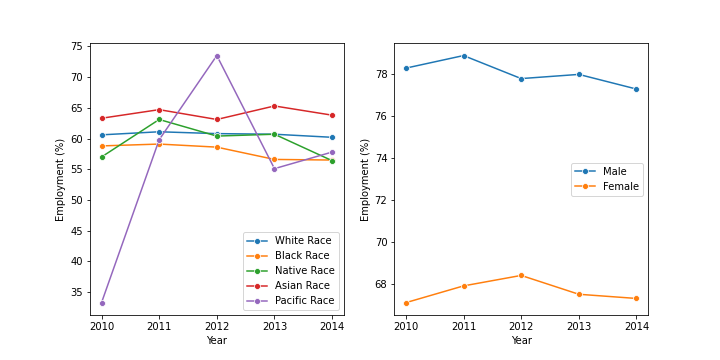 75
70
65
60
55
50
45
40
35
Employment (%)
2010 2011 2012 2013 2014
Year
White Race
Black Race
Native Race
Asian Race
Pacific Race
78
76
74
72
70
68
Employment (%)
2010 2011 2012 2013 2014
Year
Male
Female